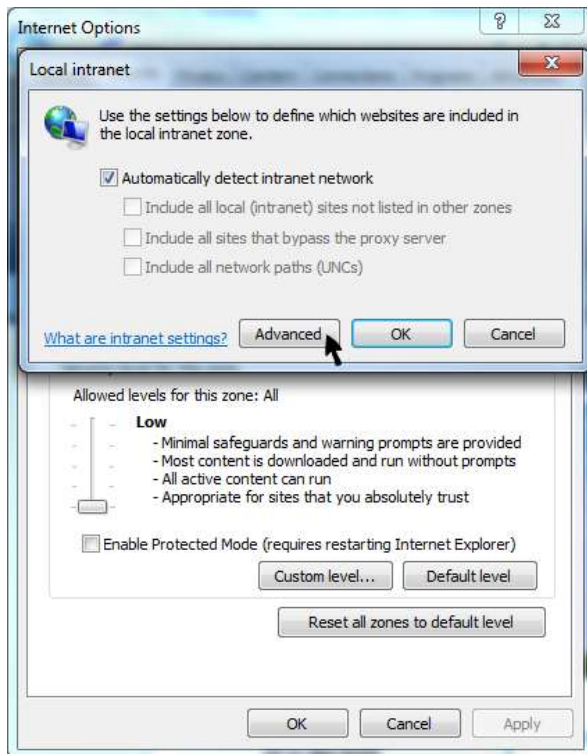 Internet Options
Local intranet
Use the settings below to define which websites are included in
the local intranet zone.
Automatically detect intranet network
Include all local (intranet) sites not listed in other zones
Include all sites that bypass the proxy server
Include all network paths (UNCs)
What are intranet settings?
Advanced
OK
Cancel
Allowed levels for this zone: All
Low
- Minimal safeguards and warning prompts are provided
- Most content is downloaded and run without prompts
- All active content can run
- Appropriate for sites that you absolutely trust
Enable Protected Mode (requires restarting Internet Explorer)
Custom level...
Default level
Reset all zones to default level
OK
Cancel
Apply